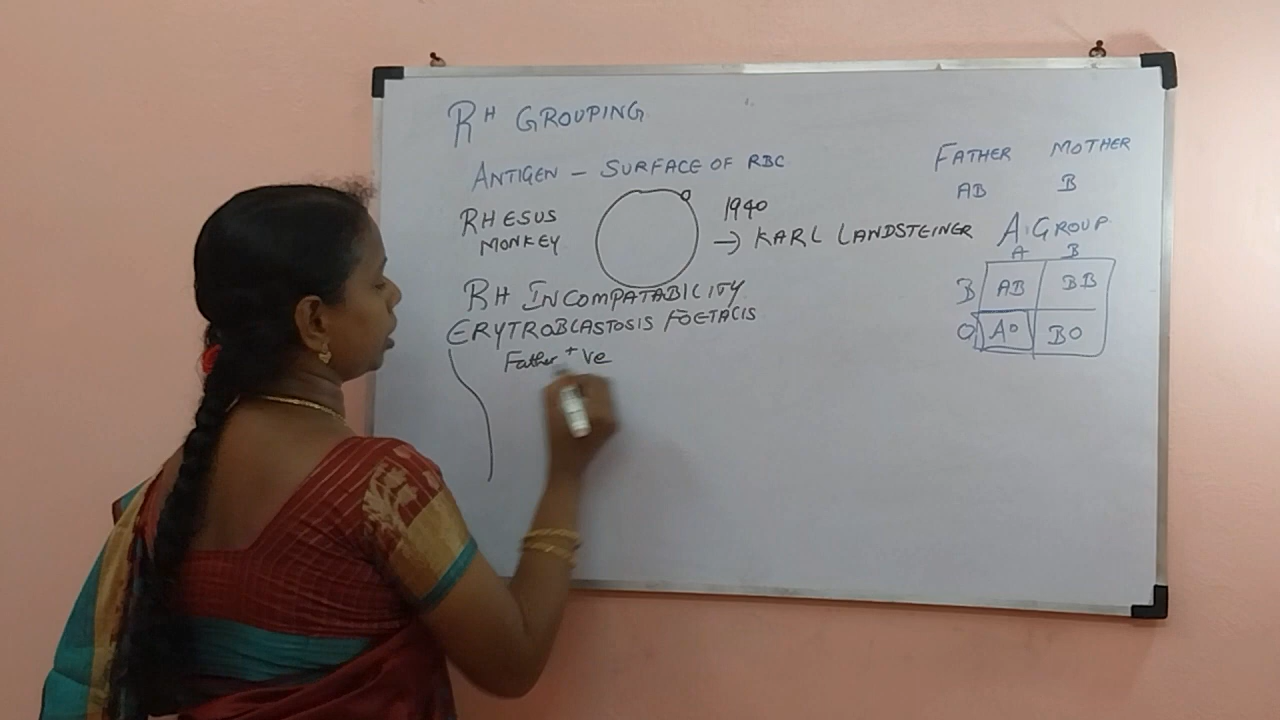 RH GROUPING
ANTIGEN – SURFACE OF RBC
RHESUS
MONKEY
1940
→ KARL LANDSTEINER
RH INCOMPATABILITY
ERYTROBLASTOSIS FOETALIS
Father +ve
FATHER MOTHER
AB B
A. GROUP
A B
B AB BB
O AO BO